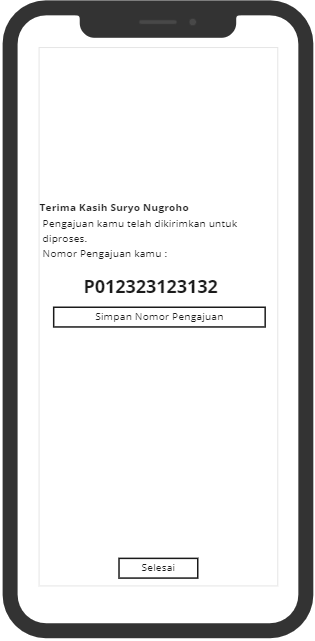 Terima Kasih Suryo Nugroho
Pengajuan kamu telah dikirimkan untuk
diproses.
Nomor Pengajuan kamu :
P012323123132
Simpan Nomor Pengajuan
Selesai